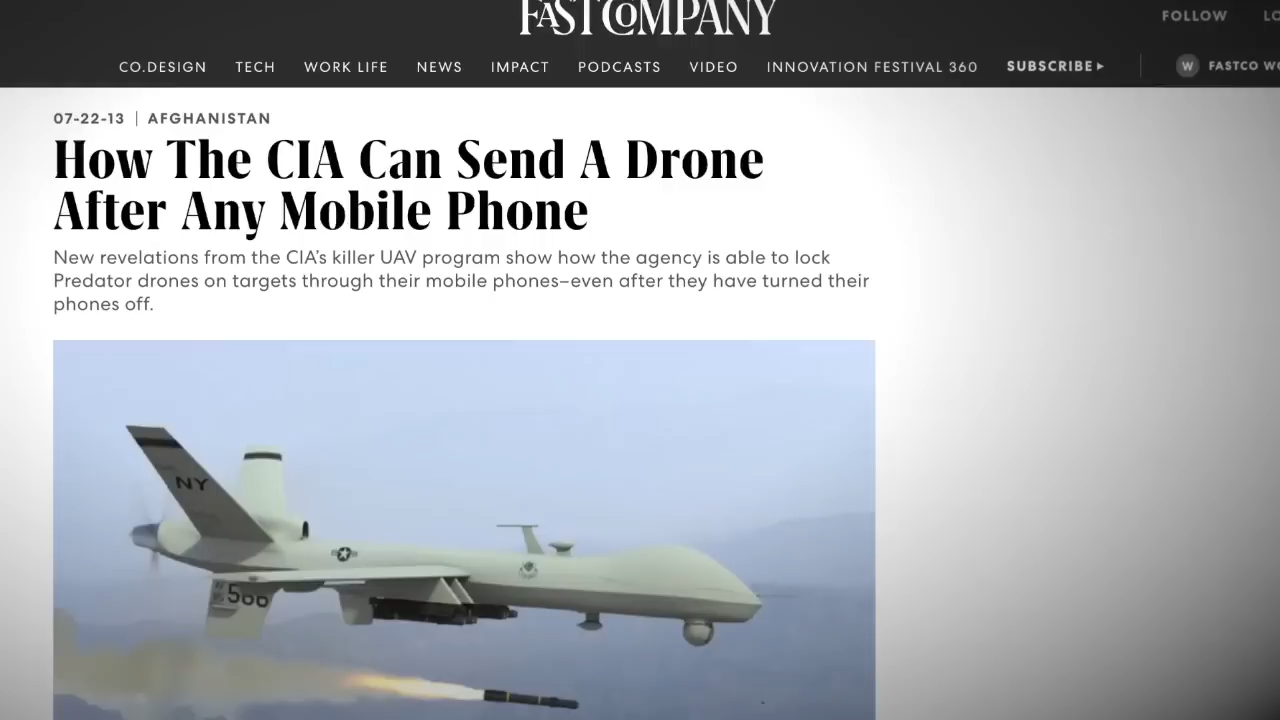 FAST COMPANY
FOLLOW
CO.DESIGN TECH WORK LIFE NEWS IMPACT PODCASTS VIDEO INNOVATION FESTIVAL 360 SUBSCRIBE▸ W FASTCO
07-22-13 | AFGHANISTAN
How The CIA Can Send A Drone
After Any Mobile Phone
New revelations from the CIA’s killer UAV program show how the agency is able to lock
Predator drones on targets through their mobile phones–even after they have turned their
phones off.
NY
566